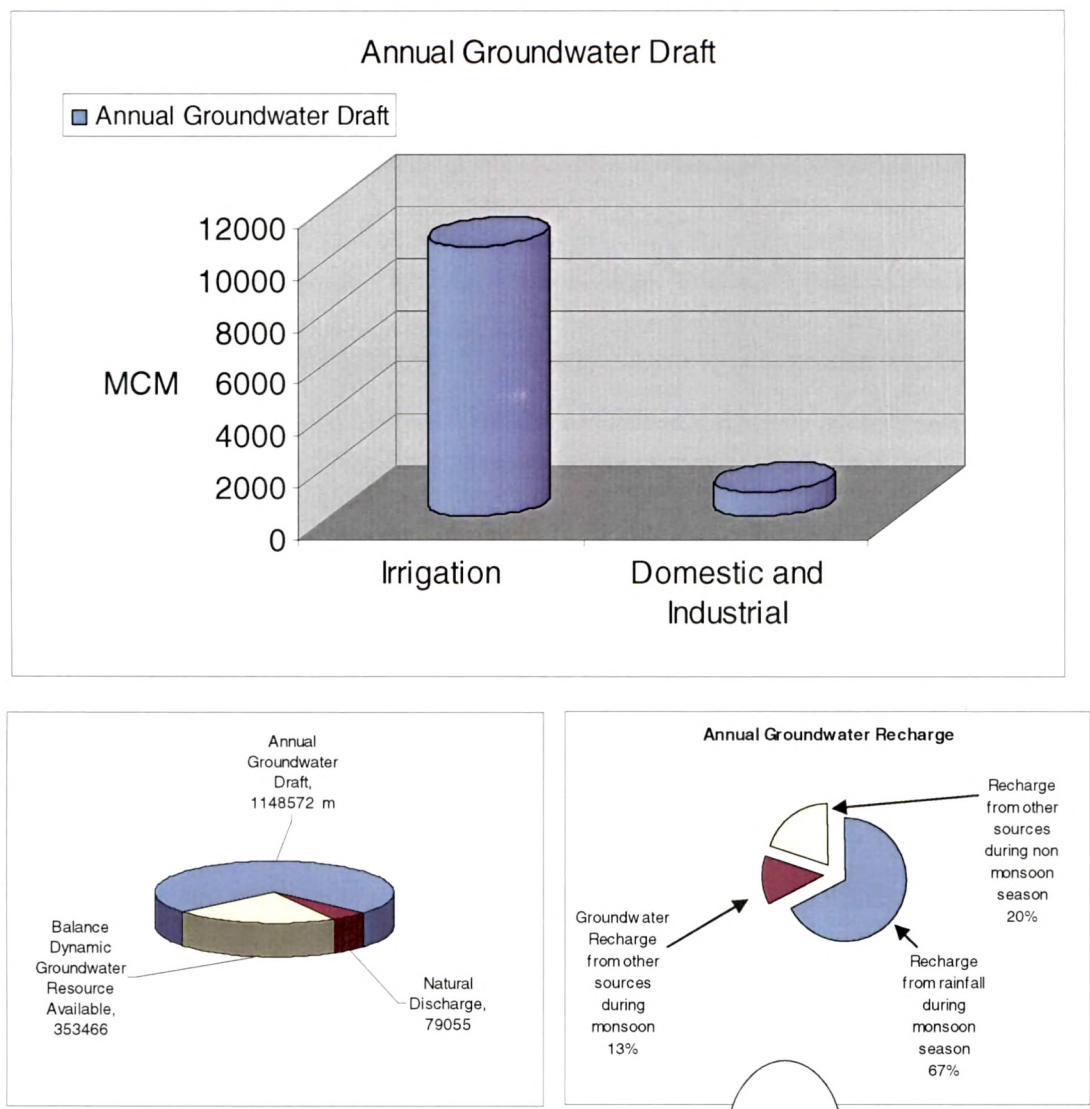 Annual Groundwater Draft
Annual Groundwater Draft
12000
10000
8000
6000
4000
2000
0
MCM
Irrigation
Domestic and
Industrial
Annual
Groundwater
Draft,
1148572 m
Balance
Dynamic
Groundwater
Resource
Available,
353466
Natural
Discharge,
79055
Annual Groundwater Recharge
Recharge
from other
sources
during non
monsoon
season
20%
Groundwater
Recharge
from other
sources
during
monsoon
13%
Recharge
from rainfall
during
monsoon
season
67%